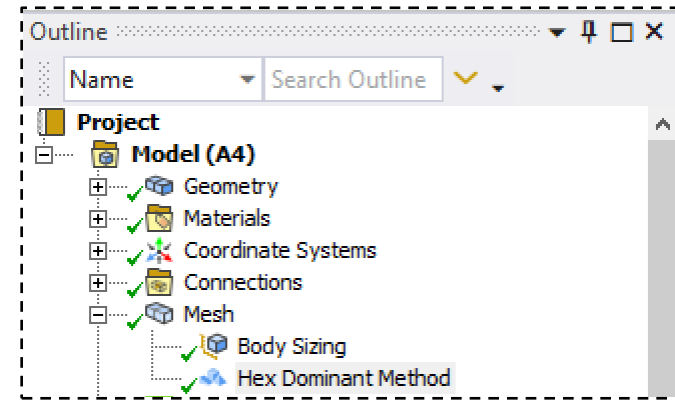 Outline
Name Search Outline
Project
Model (A4)
Geometry
Materials
Coordinate Systems
Connections
Mesh
Body Sizing
Hex Dominant Method